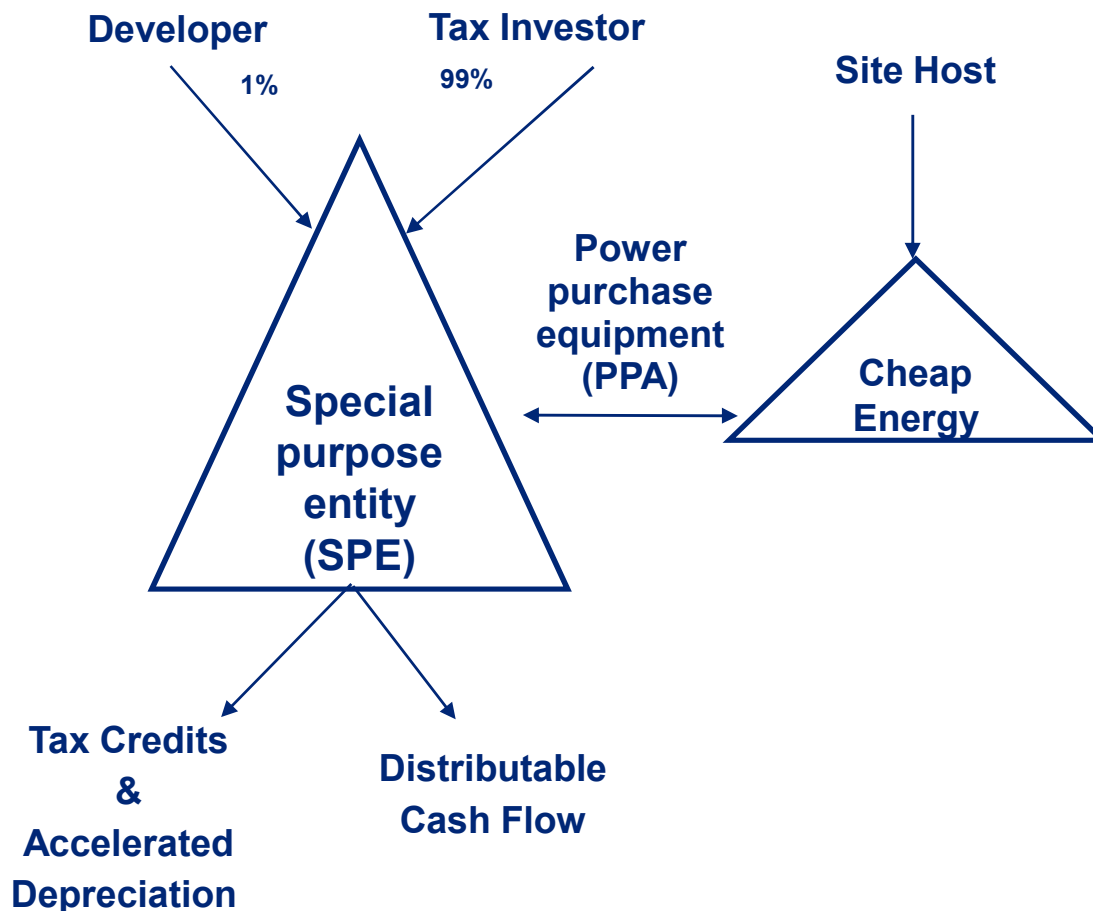 Developer
1%
Tax Investor
99%
Site Host
Power
purchase
equipment
(PPA)
Cheap
Energy
Special
purpose
entity
(SPE)
Tax Credits
&
Accelerated
Depreciation
Distributable
Cash Flow